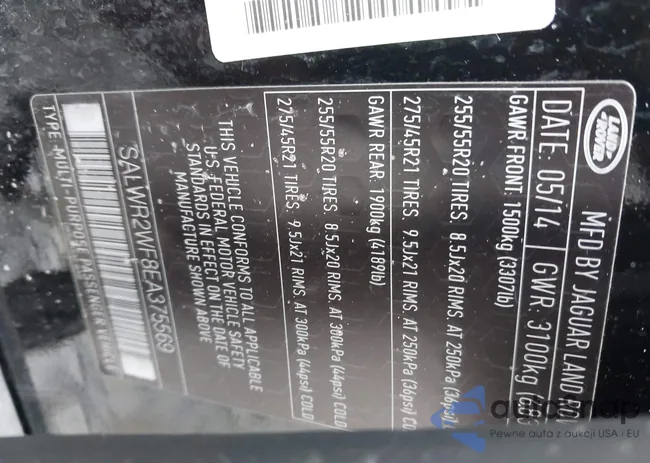 LAND ROVER
MFD BY JAGUAR LAND
DATE: 05/14 GWR: 3100kg
GAWR FRONT: 1500kg (3307lb)
255/55R20 TIRES: 8.5Jx20 RIMS. AT 250kPa (36psi)
275/45R21 TIRES: 9.5Jx21 RIMS. AT 250kPa (36psi)
GAWR REAR: 1900kg (4189lb)
255/55R20 TIRES: 8.5Jx20 RIMS. AT 300kPa (44psi) COLD
275/45R21 TIRES: 9.5Jx21 RIMS. AT 300kPa (44psi) COLD
THIS VEHICLE CONFORMS TO ALL APPLICABLE
U.S. FEDERAL MOTOR VEHICLE SAFETY
STANDARDS IN EFFECT ON THE DATE OF
MANUFACTURE SHOWN ABOVE
SALWR2WF8EA375569
TYPE: MULTI-PURPOSE PASSENGER
Pewne auta z aukcji USA i EU